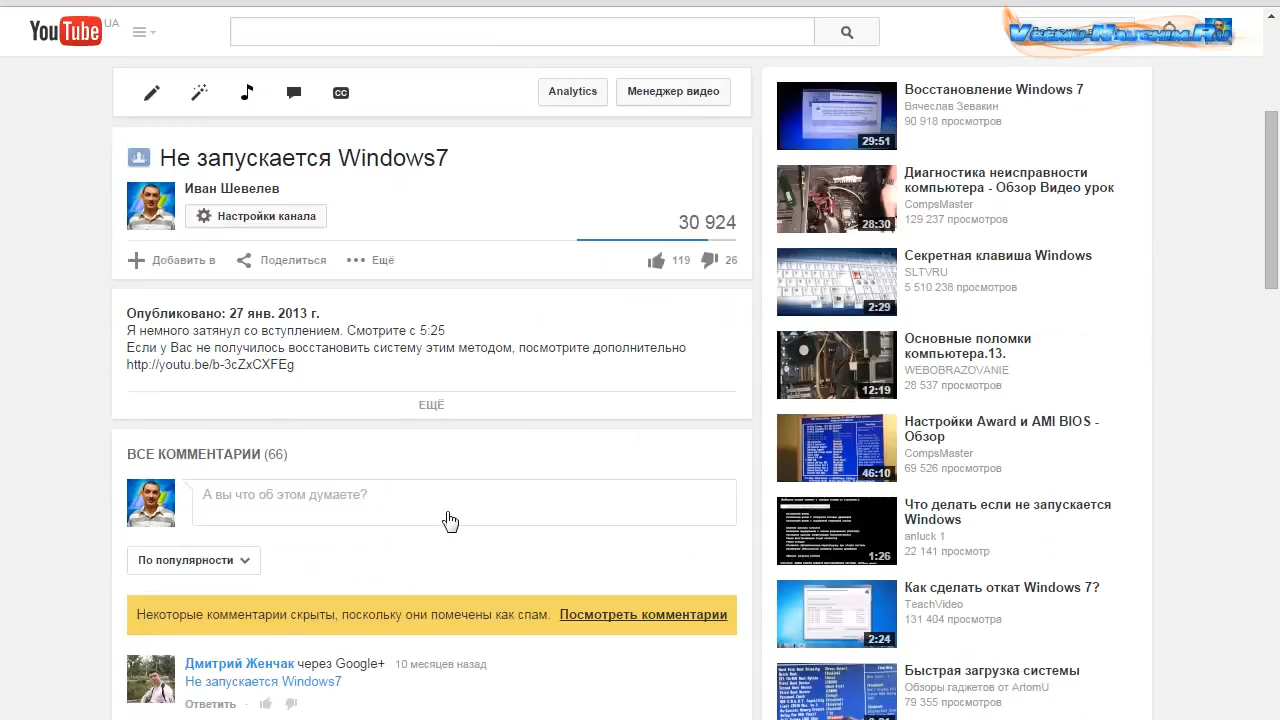 YouTube UA
Vsemu-Nauchim.Ru
Analytics
Менеджер видео
CC
Не запускается Windows7
Иван Шевелев
Настройки канала
30 924
Добавить в
Поделиться
Ещё
119
26
Опубликовано: 27 янв. 2013 г.
Я немного затянул со вступлением. Смотрите с 5:25
Если у вас не получилось восстановить систему этим методом, посмотрите дополнительно
http://youtu.be/b-3cZxCXFEg
ЕЩЁ
ВСЕ КОММЕНТАРИИ (66)
А вы что об этом думаете?
По популярности
Некоторые комментарии к этому видео отмечены как спам. Посмотреть комментарии
Дмитрий Женчак через Google+ 10 месяцев назад
Не запускается Windows7
29:51
Восстановление Windows 7
Вячеслав Зевакин
90 918 просмотров
28:30
Диагностика неисправности
компьютера - Обзор Видео урок
CompsMaster
129 237 просмотров
2:29
Секретная клавиша Windows
SLTVRU
5 510 238 просмотров
12:19
Основные поломки
компьютера.13.
WEBOBRAZOVANIE
28 537 просмотров
46:10
Настройки Award и AMI BIOS -
Обзор
CompsMaster
69 526 просмотров
1:26
Что делать если не запускается
Windows
anluck 1
22 141 просмотр
2:24
Как сделать откат Windows 7?
TeachVideo
131 404 просмотра
Быстрая загрузка системы
Обзоры гаджетов от ArtomU
79 355 просмотров